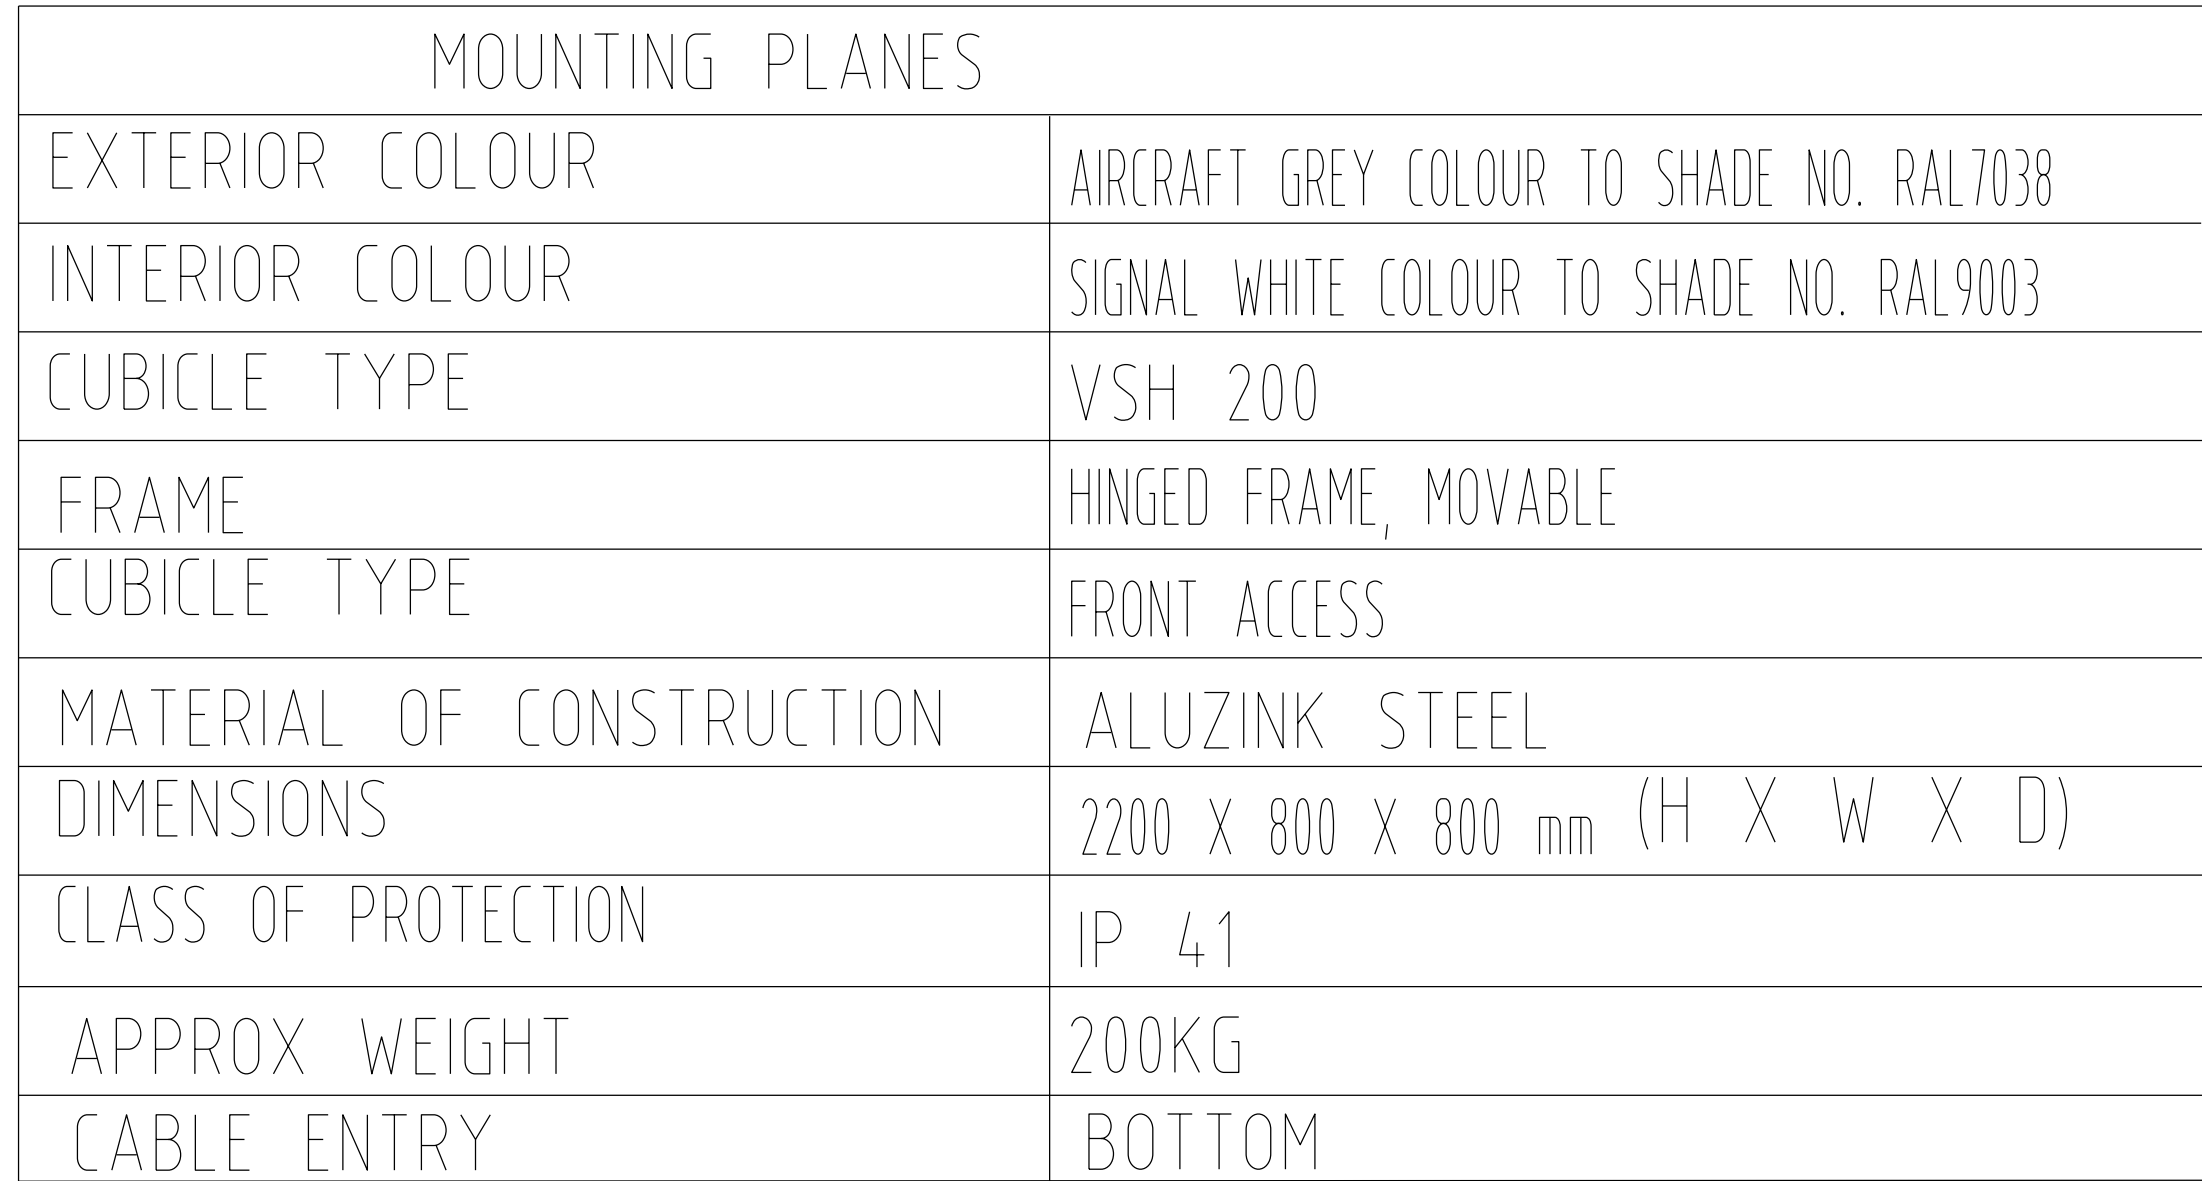 MOUNTING PLANES
EXTERIOR COLOUR AIRCRAFT GREY COLOUR TO SHADE NO. RAL7038
INTERIOR COLOUR SIGNAL WHITE COLOUR TO SHADE NO. RAL9003
CUBICLE TYPE VSH 200
FRAME HINGED FRAME, MOVABLE
CUBICLE TYPE FRONT ACCESS
MATERIAL OF CONSTRUCTION ALUZINK STEEL
DIMENSIONS 2200 X 800 X 800 mm (H X W X D)
CLASS OF PROTECTION IP 41
APPROX WEIGHT 200KG
CABLE ENTRY BOTTOM